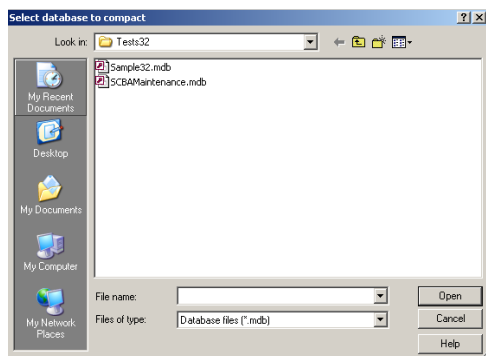 Select database to compact
Look in: Tests32
Sample32.mdb
SCBAMaintenance.mdb
My Recent
Documents
Desktop
My Documents
My Computer
My Network
Places
File name:
Open
Files of type: Database files (*.mdb)
Cancel
Help